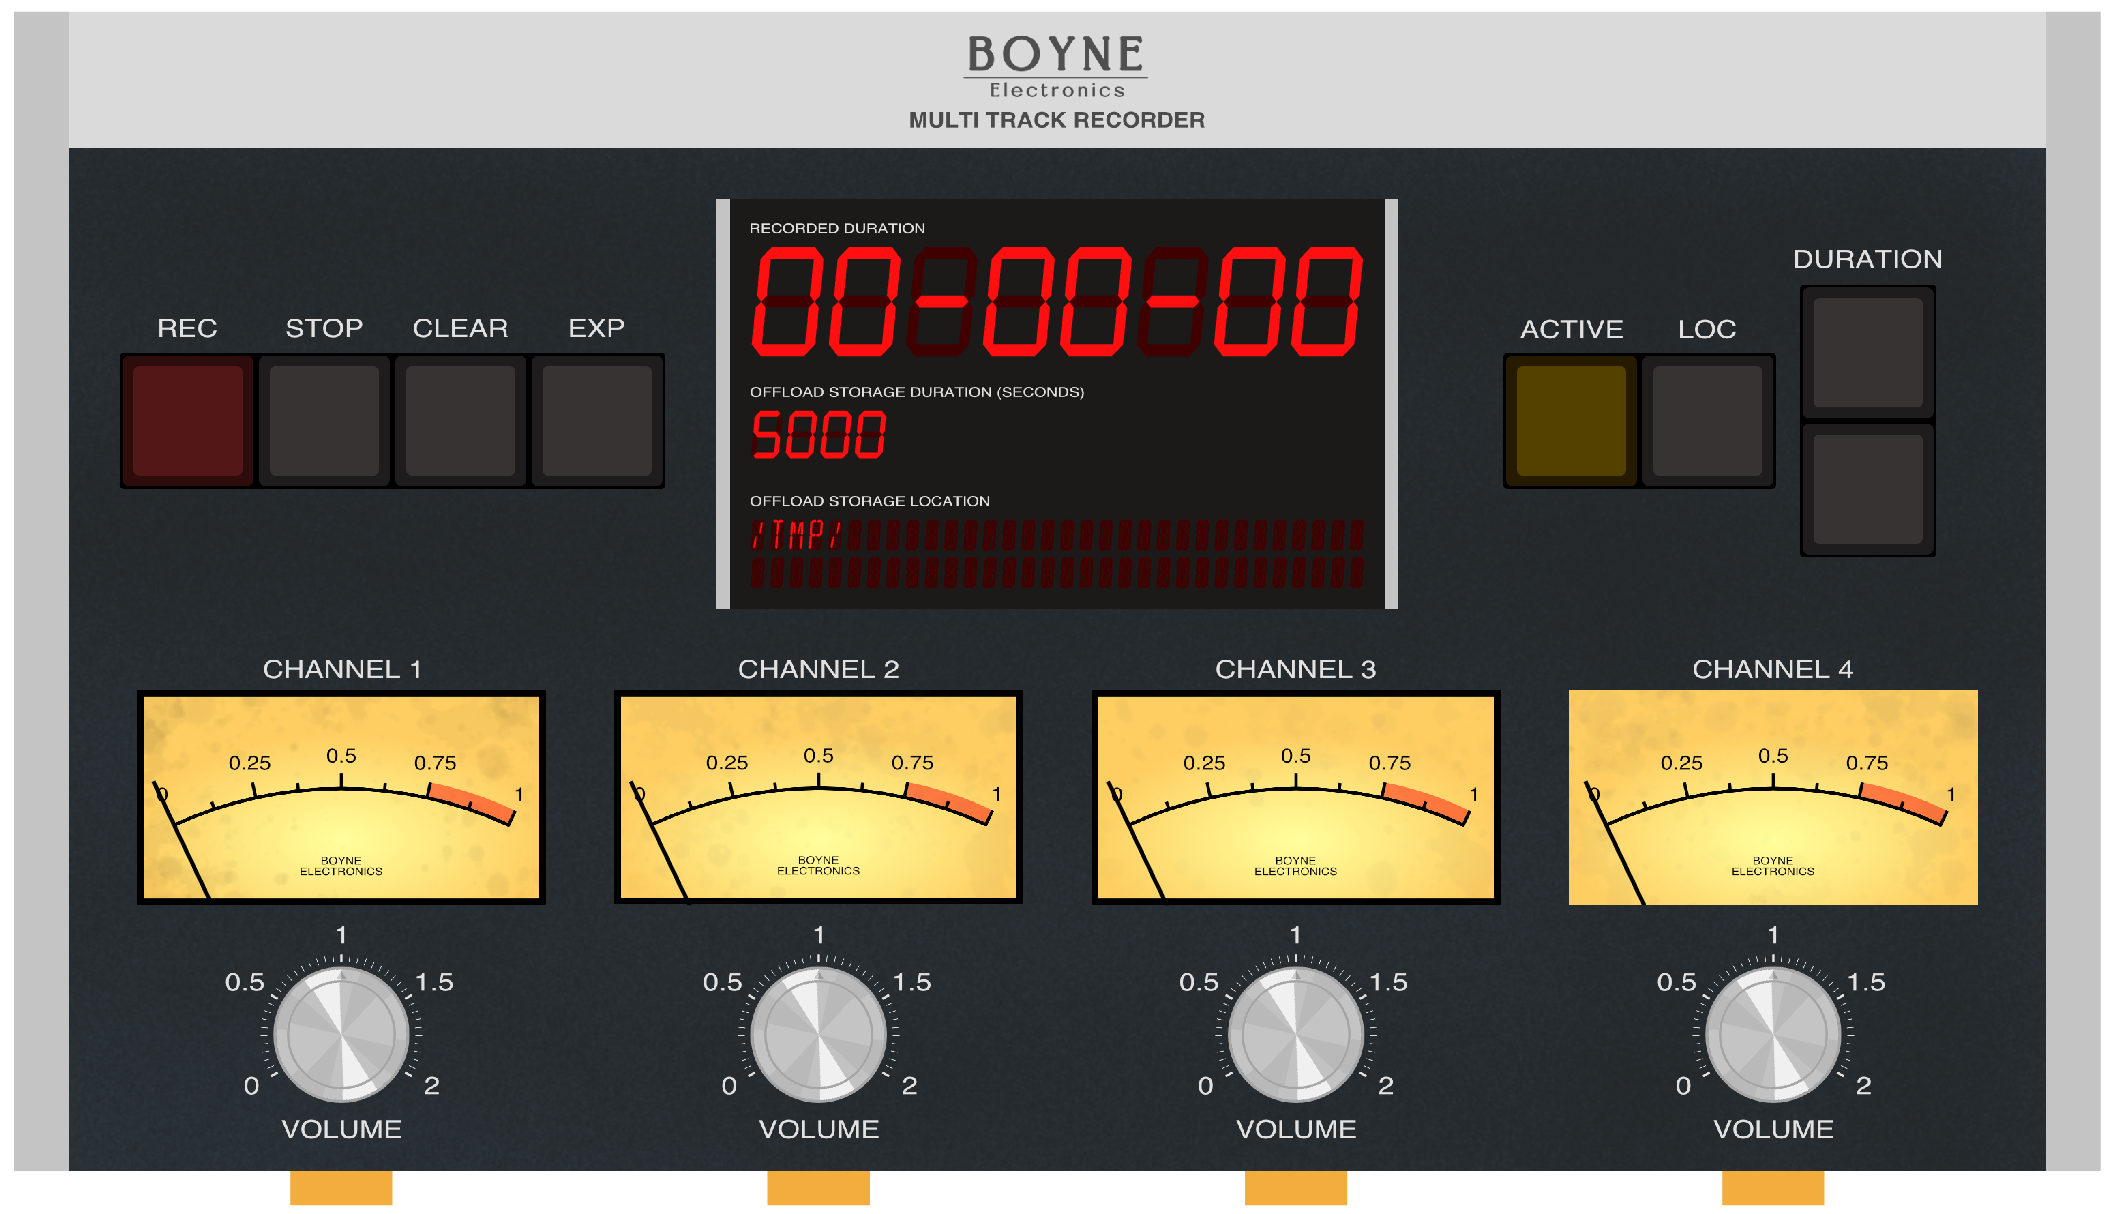 BOYNE
Electronics
MULTI TRACK RECORDER
RECORDED DURATION
00-00-00
OFFLOAD STORAGE DURATION (SECONDS)
5000
OFFLOAD STORAGE LOCATION
/TMP/
REC STOP CLEAR EXP
ACTIVE LOC
DURATION
CHANNEL 1 CHANNEL 2 CHANNEL 3 CHANNEL 4
0 0.25 0.5 0.75 1
BOYNE
ELECTRONICS
0 0.25 0.5 0.75 1
BOYNE
ELECTRONICS
0 0.25 0.5 0.75 1
BOYNE
ELECTRONICS
0 0.25 0.5 0.75 1
BOYNE
ELECTRONICS
0 0.5 1 1.5 2
VOLUME
0 0.5 1 1.5 2
VOLUME
0 0.5 1 1.5 2
VOLUME
0 0.5 1 1.5 2
VOLUME